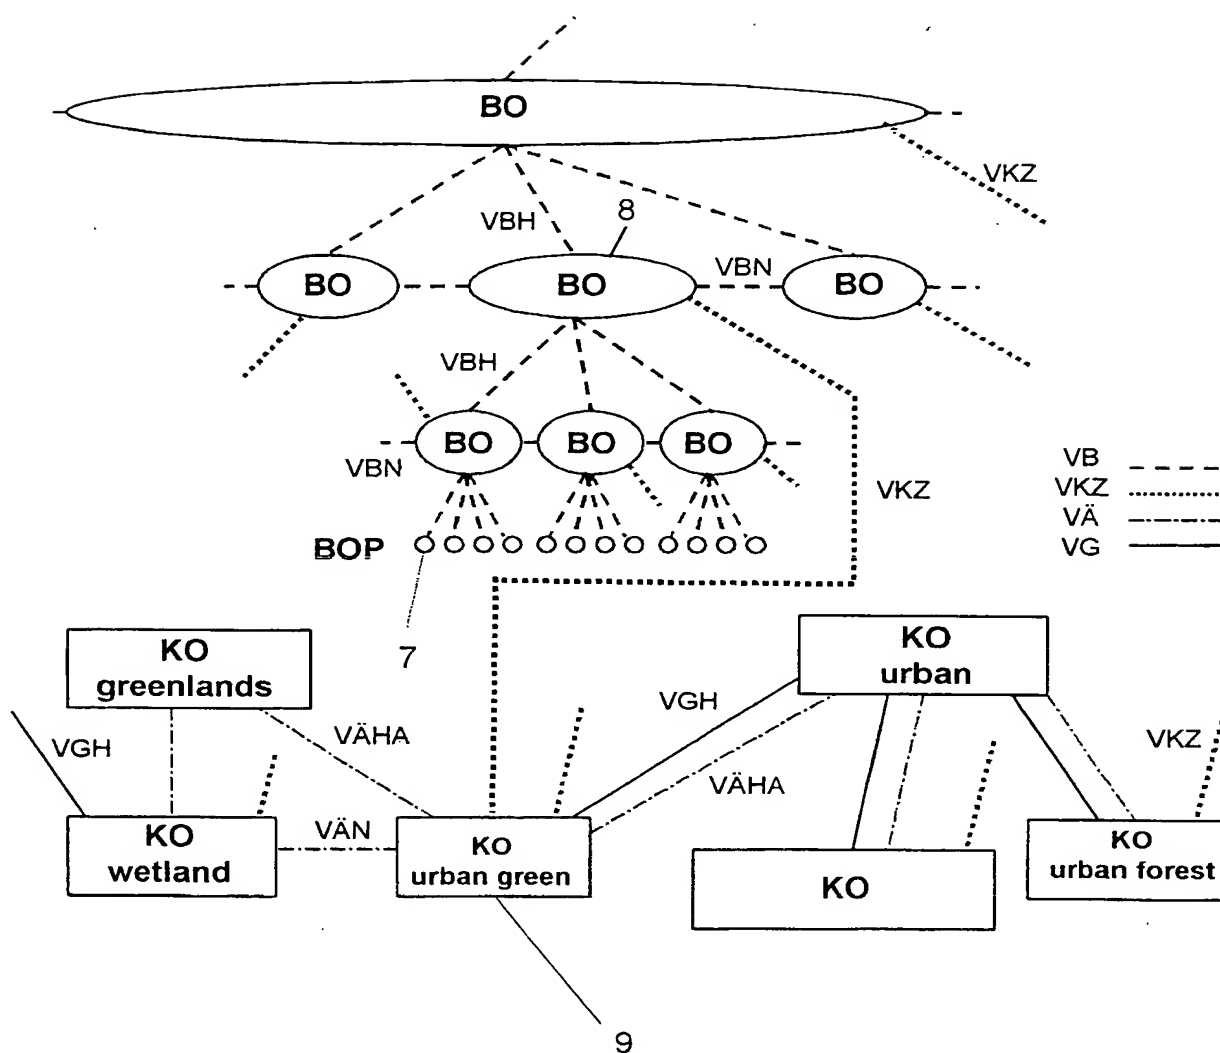 BO
VKZ
VBH
8
BO
BO
VBN
BO
VBH
BO
BO
BO
VBN
VKZ
VB
VKZ
VÄ
VG
BOP
7
KO
greenlands
KO
urban
VGH
VÄHA
VGH
VÄHA
VKZ
KO
wetland
VÄN
KO
urban green
KO
KO
urban forest
9